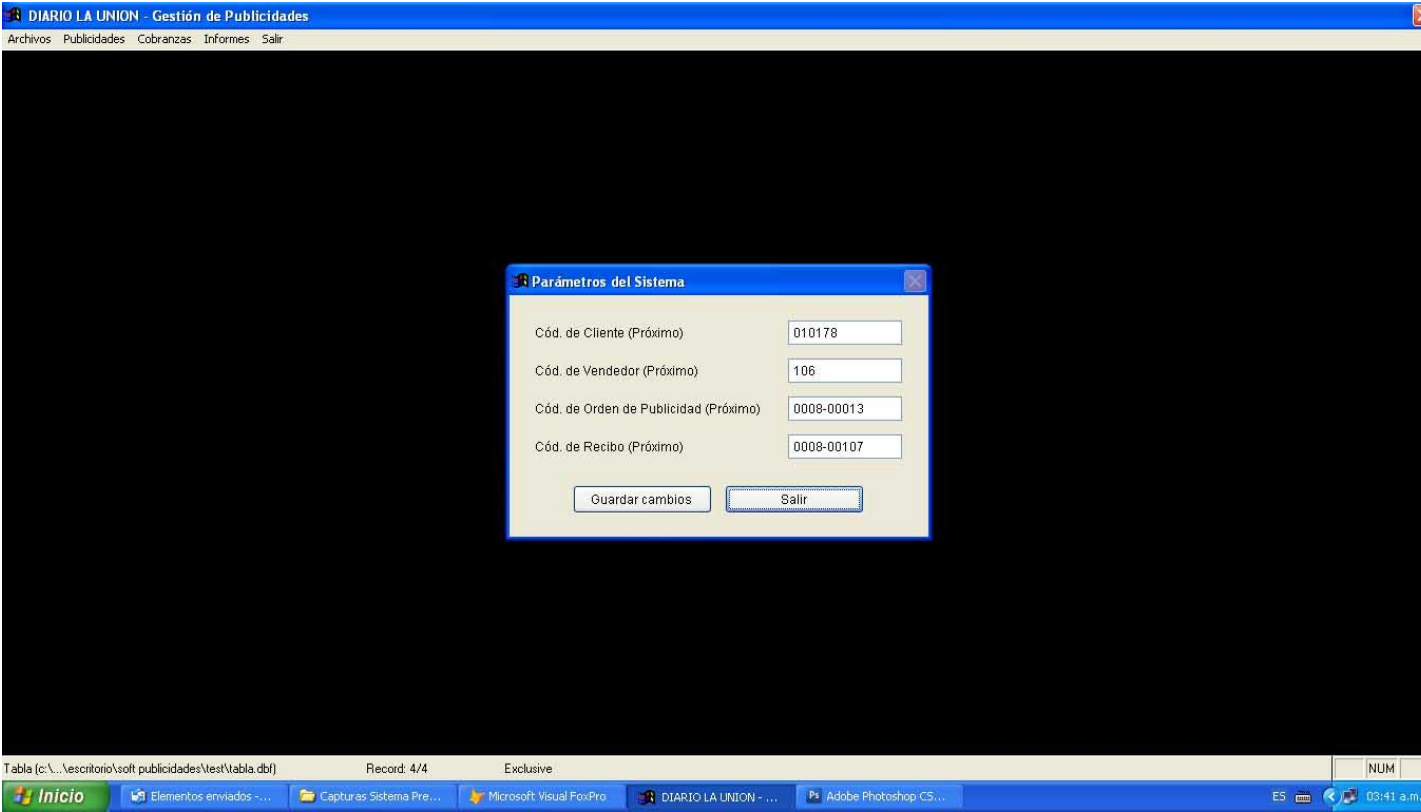 DIARIO LA UNION - Gestión de Publicidades
Archivos Publicidades Cobranzas Informes Salir
Parámetros del Sistema
Cód. de Cliente (Próximo) 010178
Cód. de Vendedor (Próximo) 106
Cód. de Orden de Publicidad (Próximo) 0008-00013
Cód. de Recibo (Próximo) 0008-00107
Guardar cambios Salir
Tabla (c:\...\escritorio\soft publicidades\test\tabla.dbf) Record: 4/4 Exclusive NUM
Inicio Elementos enviados -... Capturas Sistema Pre... Microsoft Visual FoxPro DIARIO LA UNION - ... Ps Adobe Photoshop CS... ES 03:41 a.m.